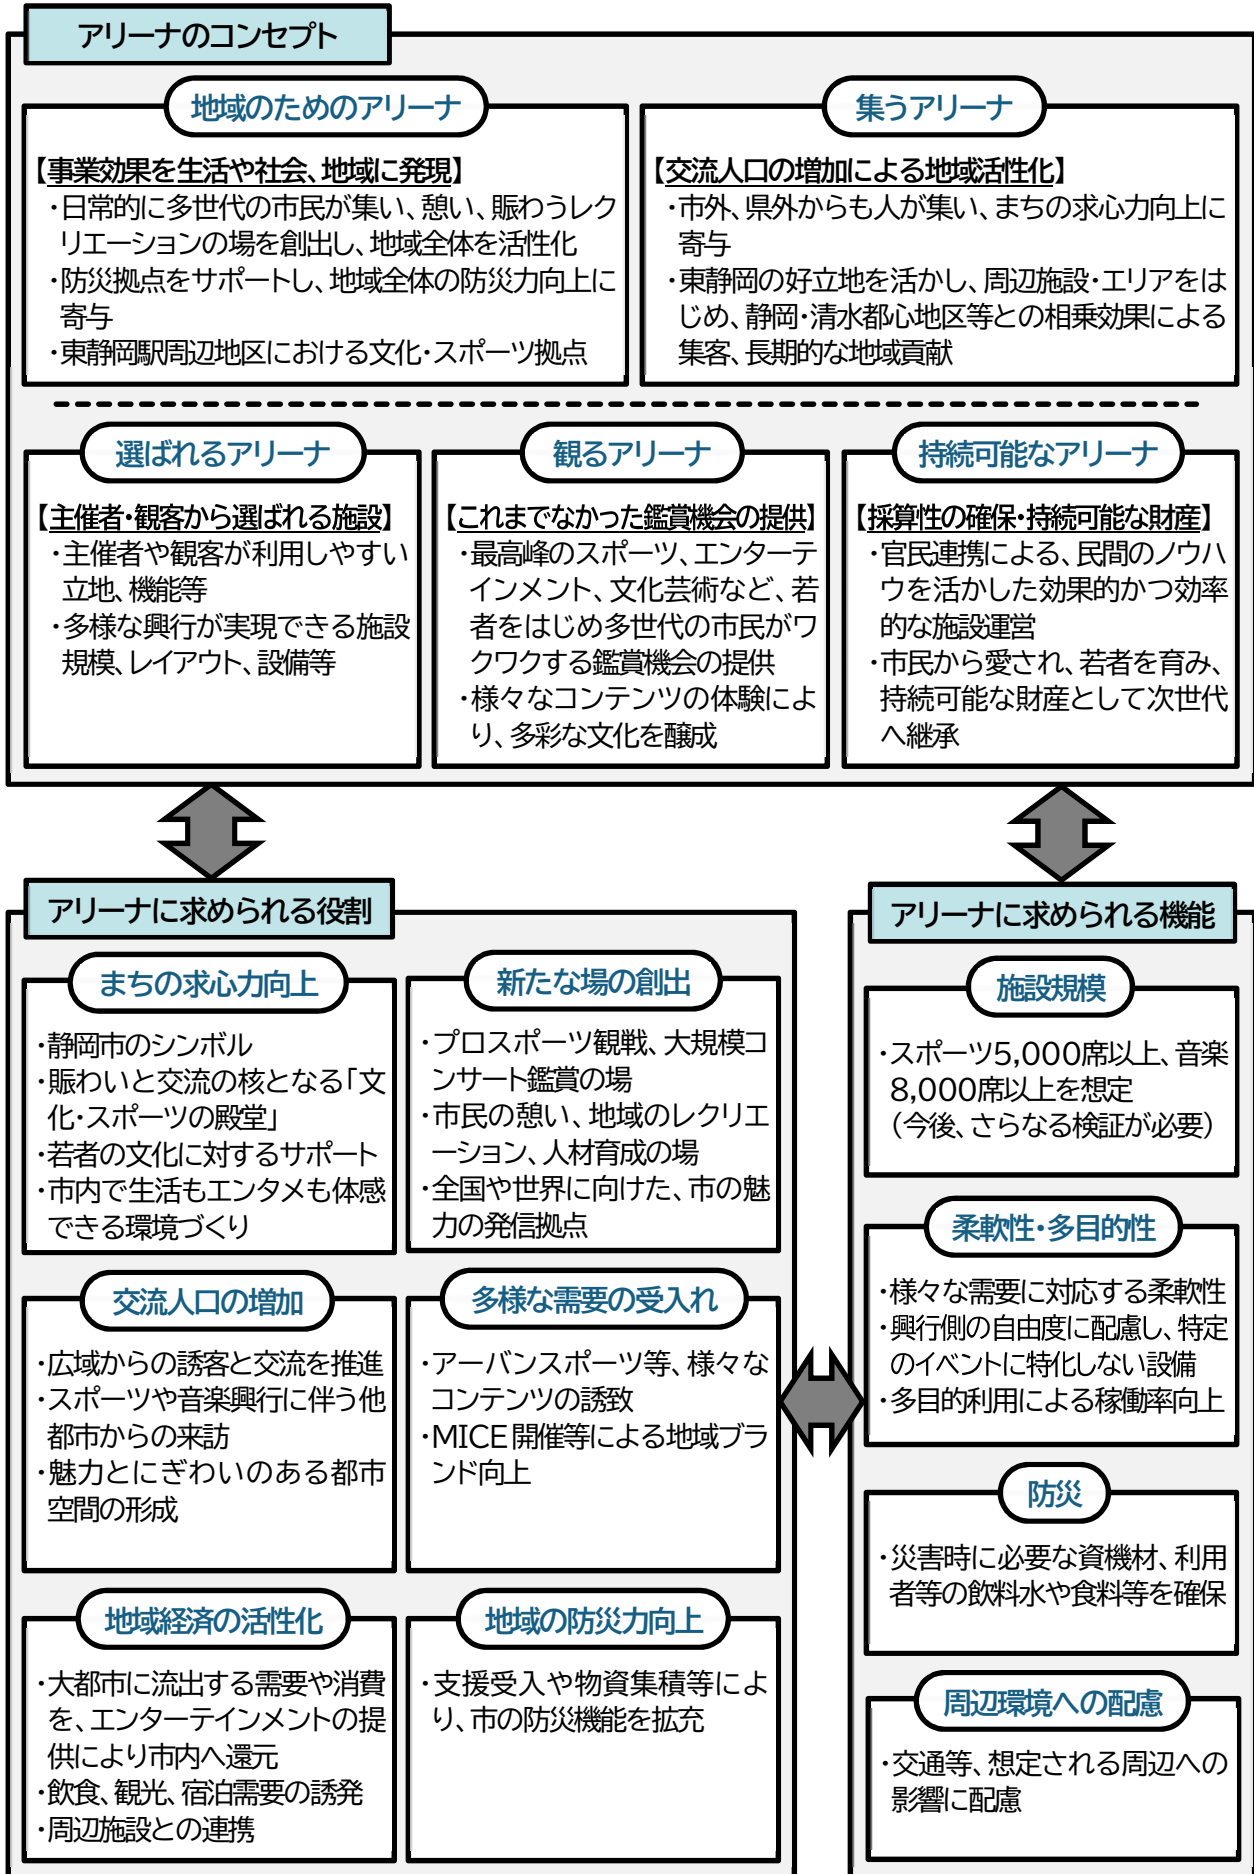 アリーナのコンセプト
地域のためのアリーナ
【事業効果を生活や社会、地域に発現】
・日常的に多世代の市民が集い、憩い、賑わうレク
リエーションの場を創出し、地域全体を活性化
・防災拠点をサポートし、地域全体の防災力向上に
寄与
・東静岡駅周辺地区における文化・スポーツ拠点
集うアリーナ
【交流人口の増加による地域活性化】
・市外、県外からも人が集い、まちの求心力向上に
寄与
・東静岡の好立地を活かし、周辺施設・エリアをは
じめ、静岡・清水都心地区等との相乗効果による
集客、長期的な地域貢献
選ばれるアリーナ
【主催者・観客から選ばれる施設】
・主催者や観客が利用しやすい
立地、機能等
・多様な興行が実現できる施設
規模、レイアウト、設備等
観るアリーナ
【これまでなかった鑑賞機会の提供】
・最高峰のスポーツ、エンターテ
インメント、文化芸術など、若
者をはじめ多世代の市民がワ
クワクする鑑賞機会の提供
・様々なコンテンツの体験によ
り、多彩な文化を醸成
持続可能なアリーナ
【採算性の確保・持続可能な財産】
・官民連携による、民間のノウハ
ウを活かした効果的かつ効率
的な施設運営
・市民から愛され、若者を育み、
持続可能な財産として次世代
へ継承
アリーナに求められる役割
まちの求心力向上
・静岡市のシンボル
・賑わいと交流の核となる「文
化・スポーツの殿堂」
・若者の文化に対するサポート
・市内で生活もエンタメも体感
できる環境づくり
新たな場の創出
・プロスポーツ観戦、大規模コ
ンサート鑑賞の場
・市民の憩い、地域のレクリエ
ーション、人材育成の場
・全国や世界に向けた、市の魅
力の発信拠点
交流人口の増加
・広域からの誘客と交流を推進
・スポーツや音楽興行に伴う他
都市からの来訪
・魅力とにぎわいのある都市
空間の形成
多様な需要の受入れ
・アーバンスポーツ等、様々な
コンテンツの誘致
・MICE開催等による地域ブラ
ンド向上
地域経済の活性化
・大都市に流出する需要や消費
を、エンターテインメントの提
供により市内へ還元
・飲食、観光、宿泊需要の誘発
・周辺施設との連携
地域の防災力向上
・支援受入や物資集積等によ
り、市の防災機能を拡充
アリーナに求められる機能
施設規模
・スポーツ5,000席以上、音楽
8,000席以上を想定
（今後、さらなる検証が必要）
柔軟性・多目的性
・様々な需要に対応する柔軟性
・興行側の自由度に配慮し、特定
のイベントに特化しない設備
・多目的利用による稼働率向上
防災
・災害時に必要な資機材、利用
者等の飲料水や食料等を確保
周辺環境への配慮
・交通等、想定される周辺への
影響に配慮